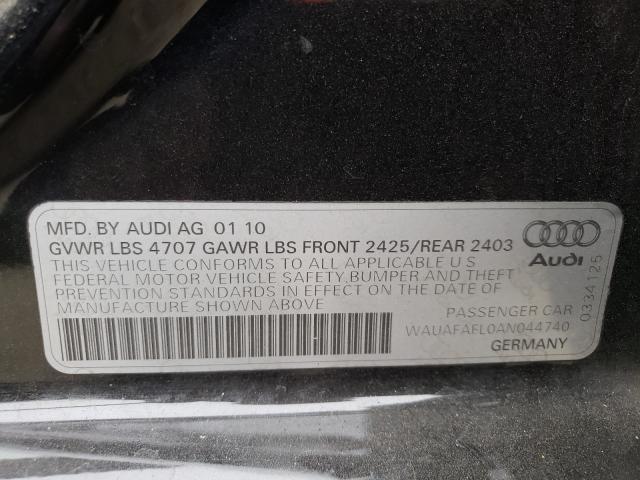 MFD. BY AUDI AG 01 10
GVWR LBS 4707 GAWR LBS FRONT 2425/REAR 2403
THIS VEHICLE CONFORMS TO ALL APPLICABLE U S
FEDERAL MOTOR VEHICLE SAFETY,BUMPER AND THEFT
PREVENTION STANDARDS IN EFFECT ON THE DATE OF
MANUFACTURE SHOWN ABOVE
Audi
0334125
PASSENGER CAR
WAUAFAFL0AN044740
GERMANY